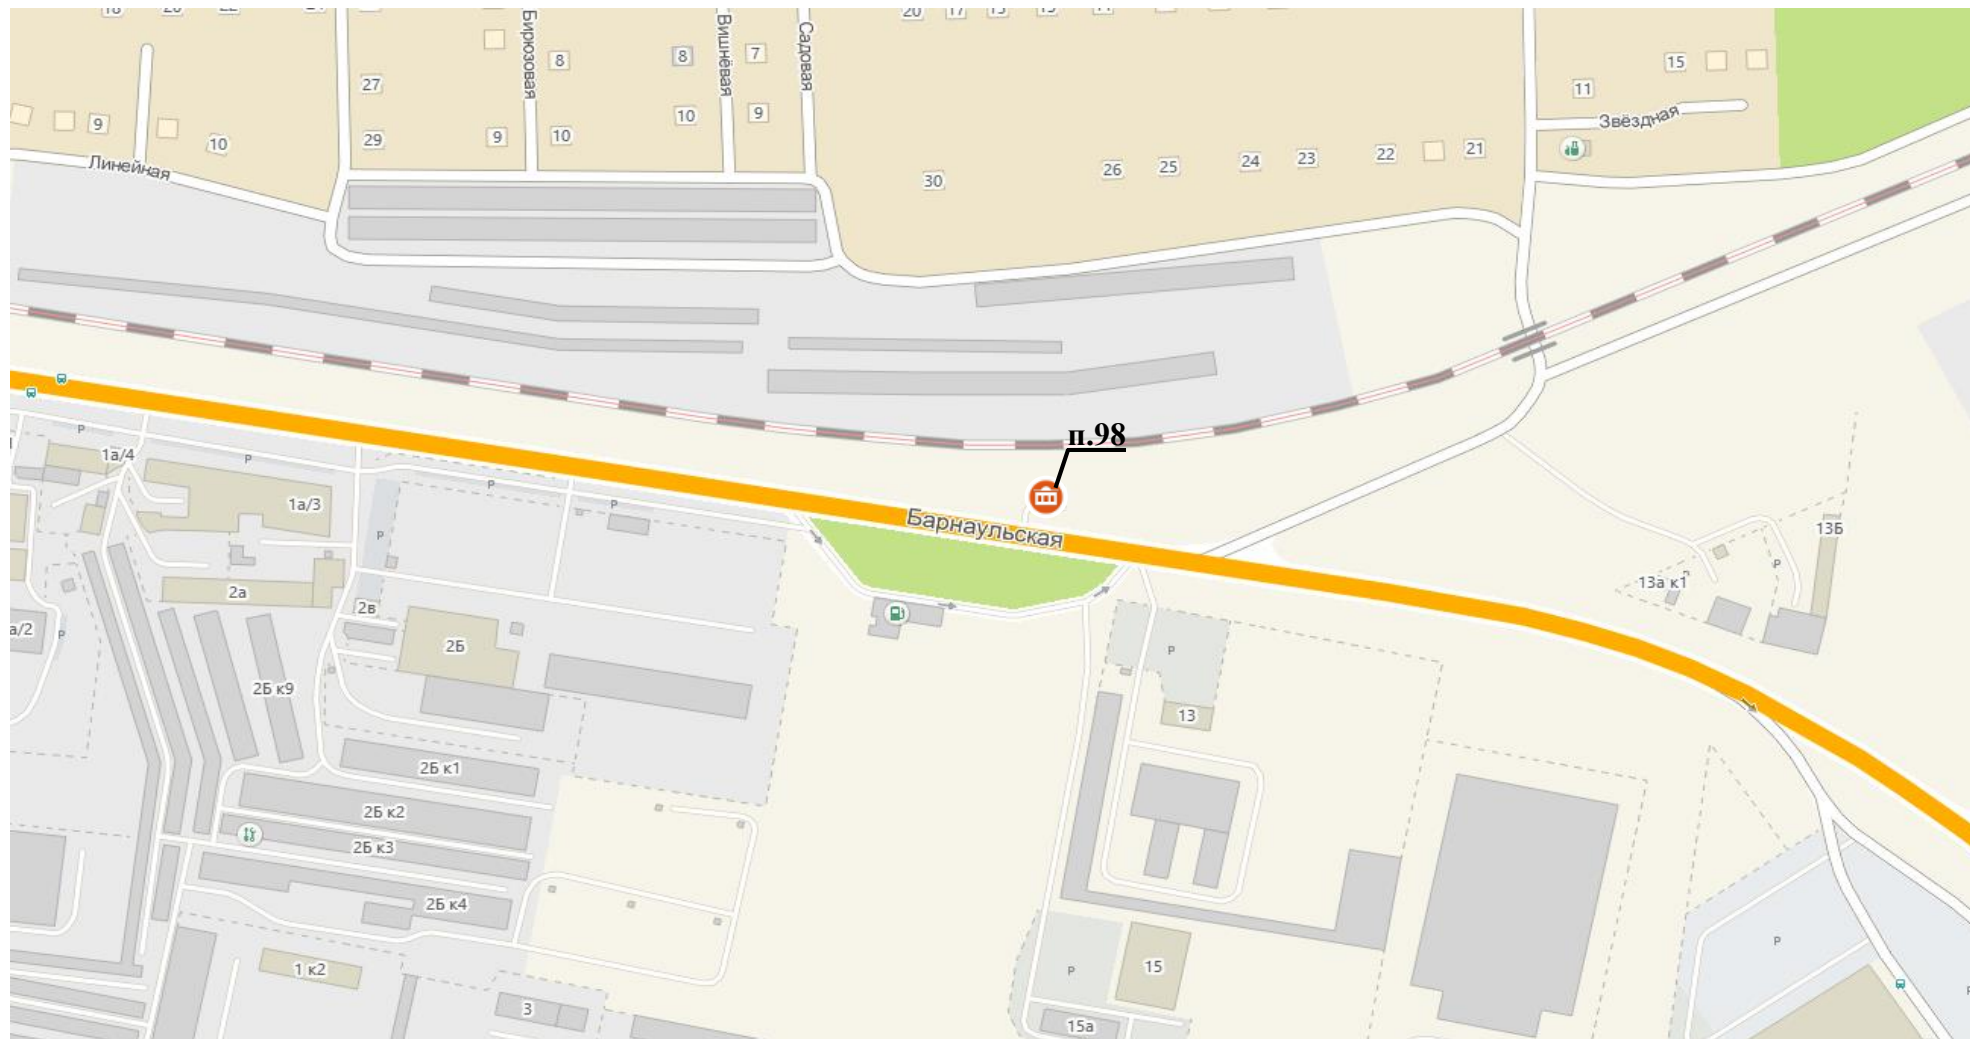 Бирюзовая
Вишнёвая
Садовая
8
8
7
15
27
11
9
10
29
9
10
10
9
Звёздная
Линейная
30
26
25
24
23
22
21
п.98
P
1а/4
P
P
P
1а/3
P
Барнаульская
13Б
2а
2в
13а к1
P
P
а/2
P
2Б
P
2Б к9
13
2Б к1
2Б к2
2Б к3
2Б к4
P
1 к2
15
P
3
15а